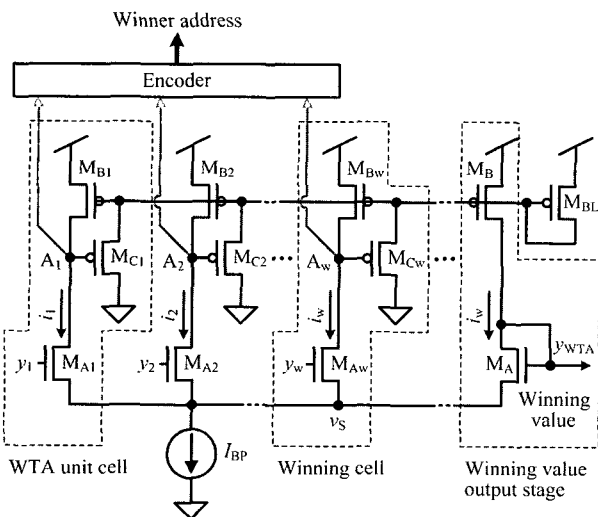 Winner address
Encoder
M_B1
M_B2
M_Bw
M_B
M_BL
A_1
M_C1
A_2
M_C2
...
A_w
M_Cw
...
i_1
i_2
i_w
i_w
y_1
M_A1
y_2
M_A2
y_w
M_Aw
M_A
y_WTA
Winning
value
v_S
I_BP
WTA unit cell
Winning cell
Winning value
output stage